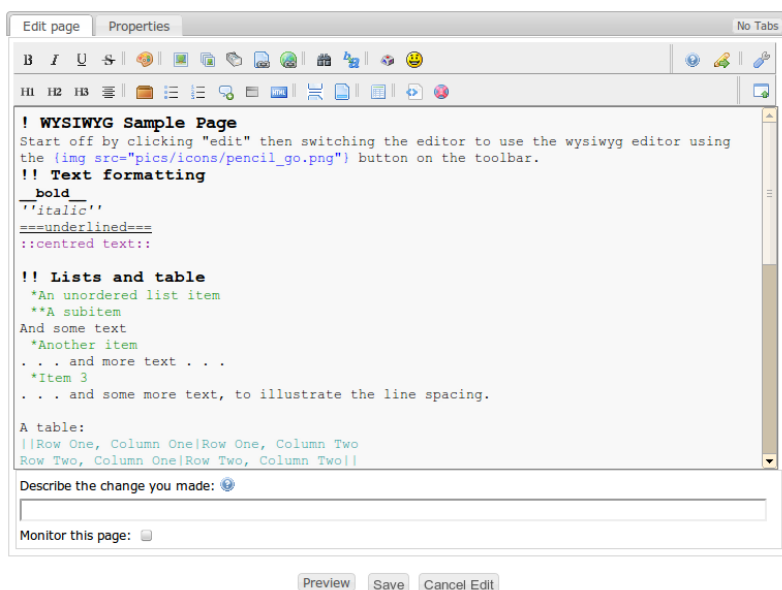 Edit page Properties No Tabs
B I U S
H1 H2 H3 HTML
! WYSIWYG Sample Page
Start off by clicking "edit" then switching the editor to use the wysiwyg editor using
the {img src="pics/icons/pencil_go.png"} button on the toolbar.
!! Text formatting
__bold__
''italic''
===underlined===
::centred text::
!! Lists and table
*An unordered list item
**A subitem
And some text
*Another item
. . . and more text . . .
*Item 3
. . . and some more text, to illustrate the line spacing.
A table:
||Row One, Column One|Row One, Column Two
Row Two, Column One|Row Two, Column Two||
Describe the change you made:
Monitor this page:
Preview Save Cancel Edit